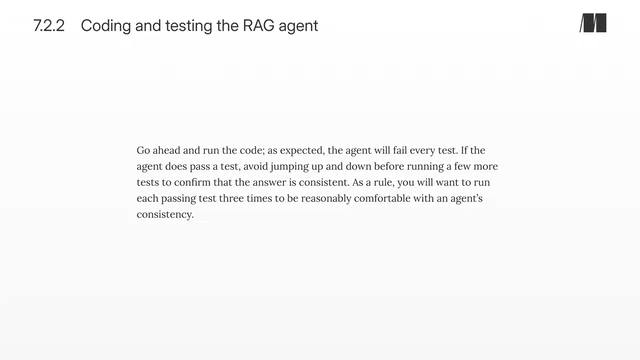 7.2.2 Coding and testing the RAG agent
Go ahead and run the code; as expected, the agent will fail every test. If the
agent does pass a test, avoid jumping up and down before running a few more
tests to confirm that the answer is consistent. As a rule, you will want to run
each passing test three times to be reasonably comfortable with an agent’s
consistency.